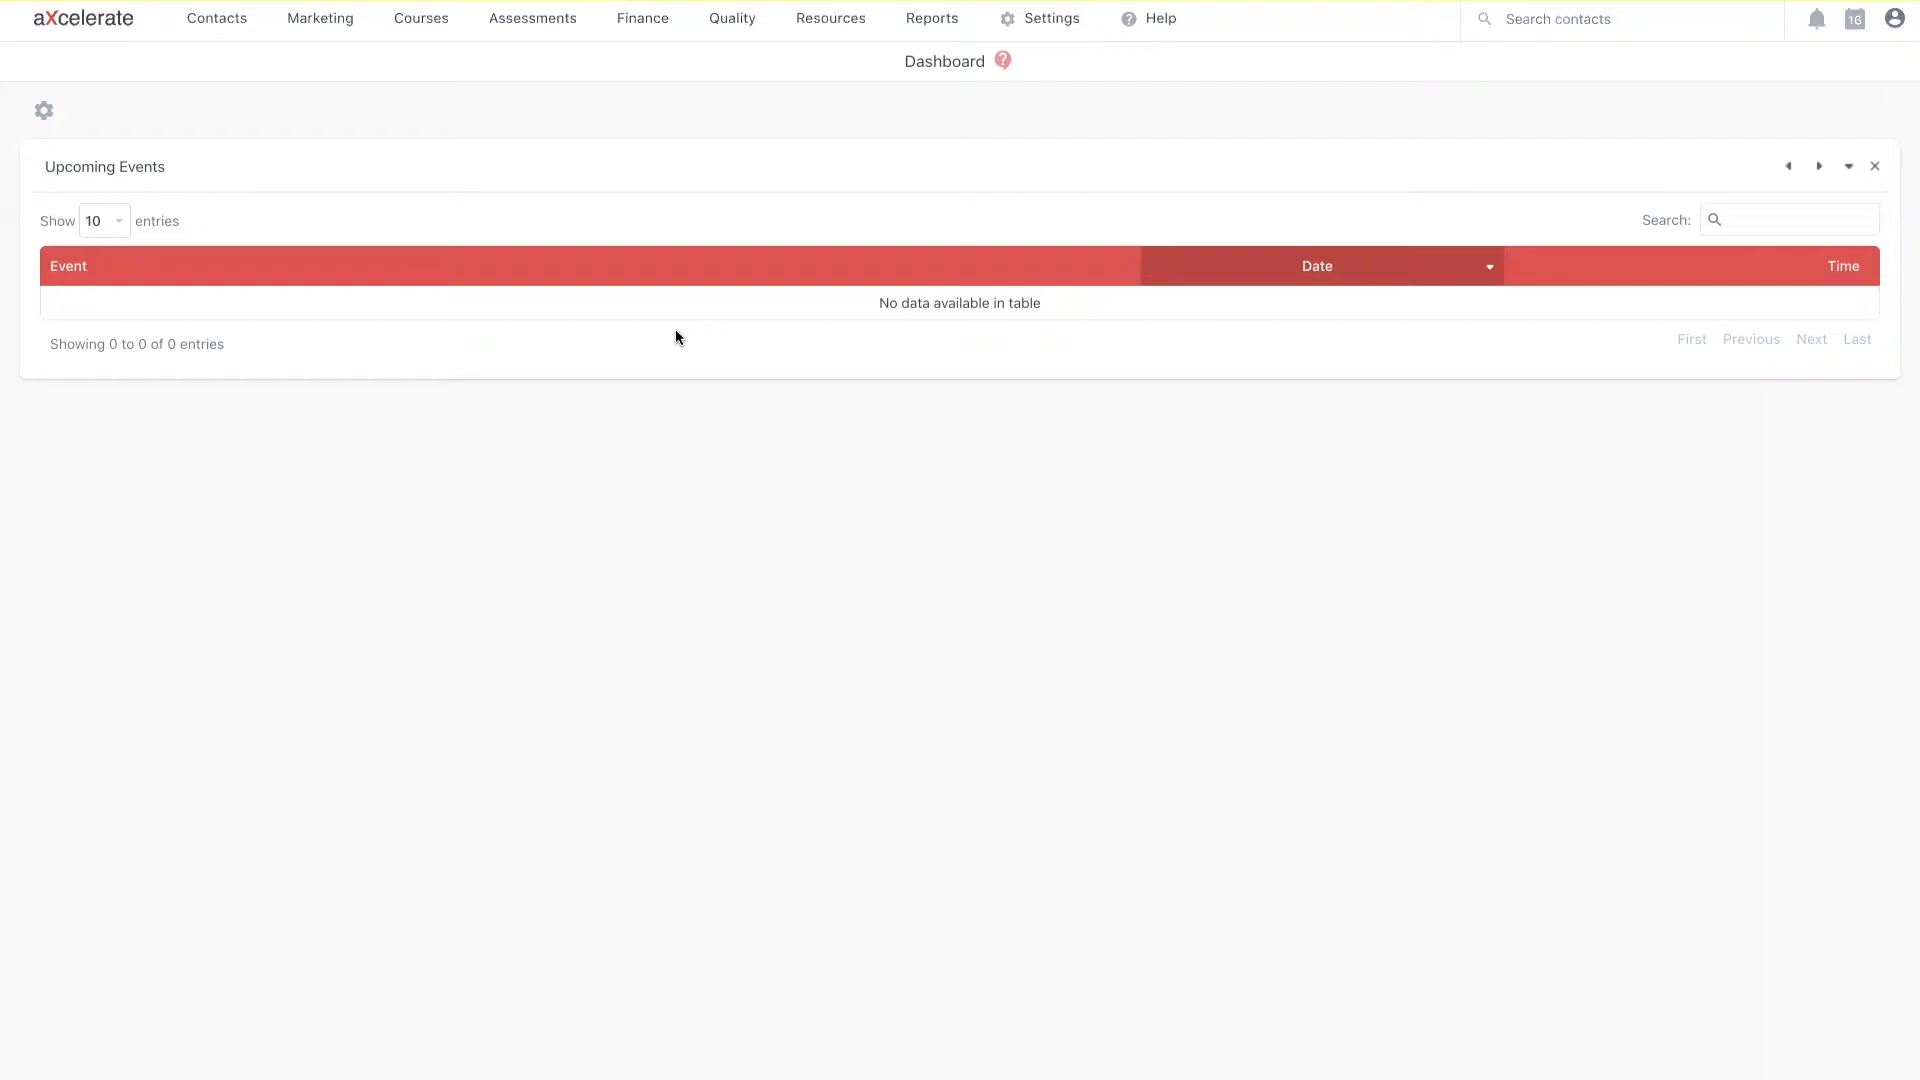 aXcelerate Contacts Marketing Courses Assessments Finance Quality Resources Reports Settings ? Help Search contacts 16
Dashboard ?
Upcoming Events
Show 10 entries Search:
Event Date Time
No data available in table
Showing 0 to 0 of 0 entries First Previous Next Last